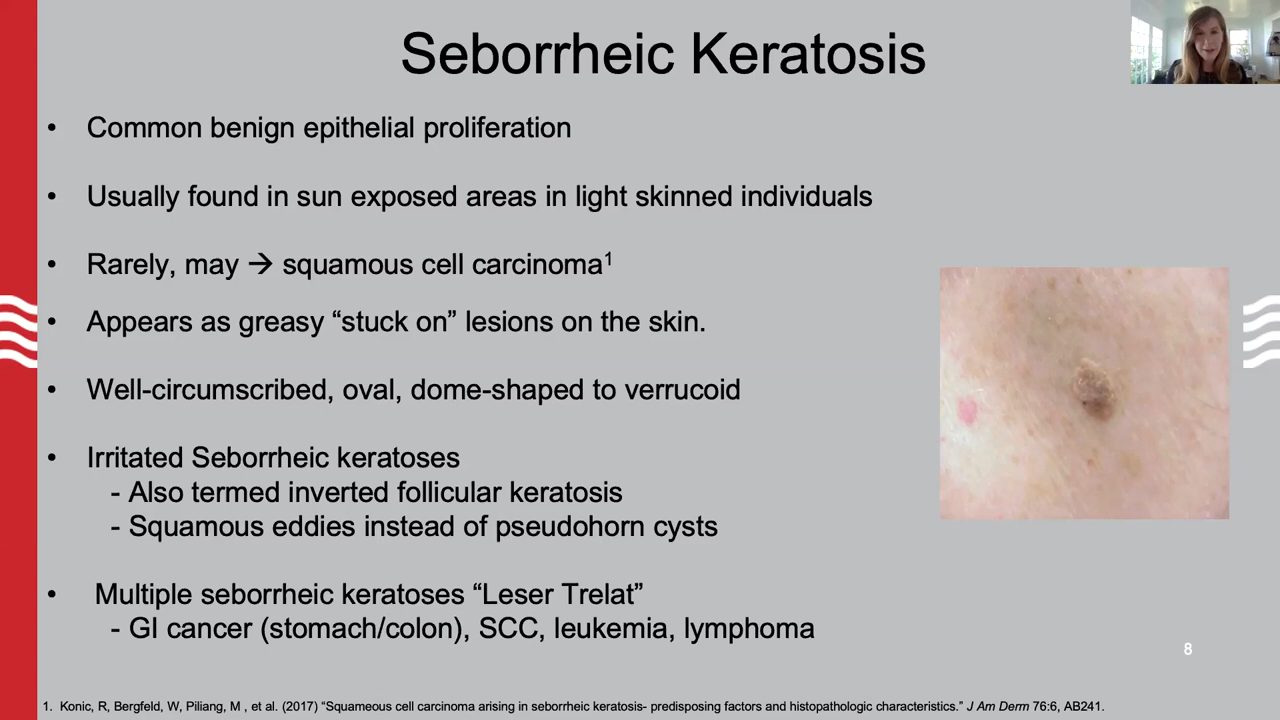 Seborrheic Keratosis
• Common benign epithelial proliferation
• Usually found in sun exposed areas in light skinned individuals
• Rarely, may → squamous cell carcinoma1
• Appears as greasy “stuck on” lesions on the skin.
• Well-circumscribed, oval, dome-shaped to verrucoid
• Irritated Seborrheic keratoses
- Also termed inverted follicular keratosis
- Squamous eddies instead of pseudohorn cysts
• Multiple seborrheic keratoses “Leser Trelat”
- GI cancer (stomach/colon), SCC, leukemia, lymphoma
8
1. Konic, R, Bergfeld, W, Piliang, M , et al. (2017) “Squameous cell carcinoma arising in seborrheic keratosis- predisposing factors and histopathologic characteristics.” J Am Derm 76:6, AB241.